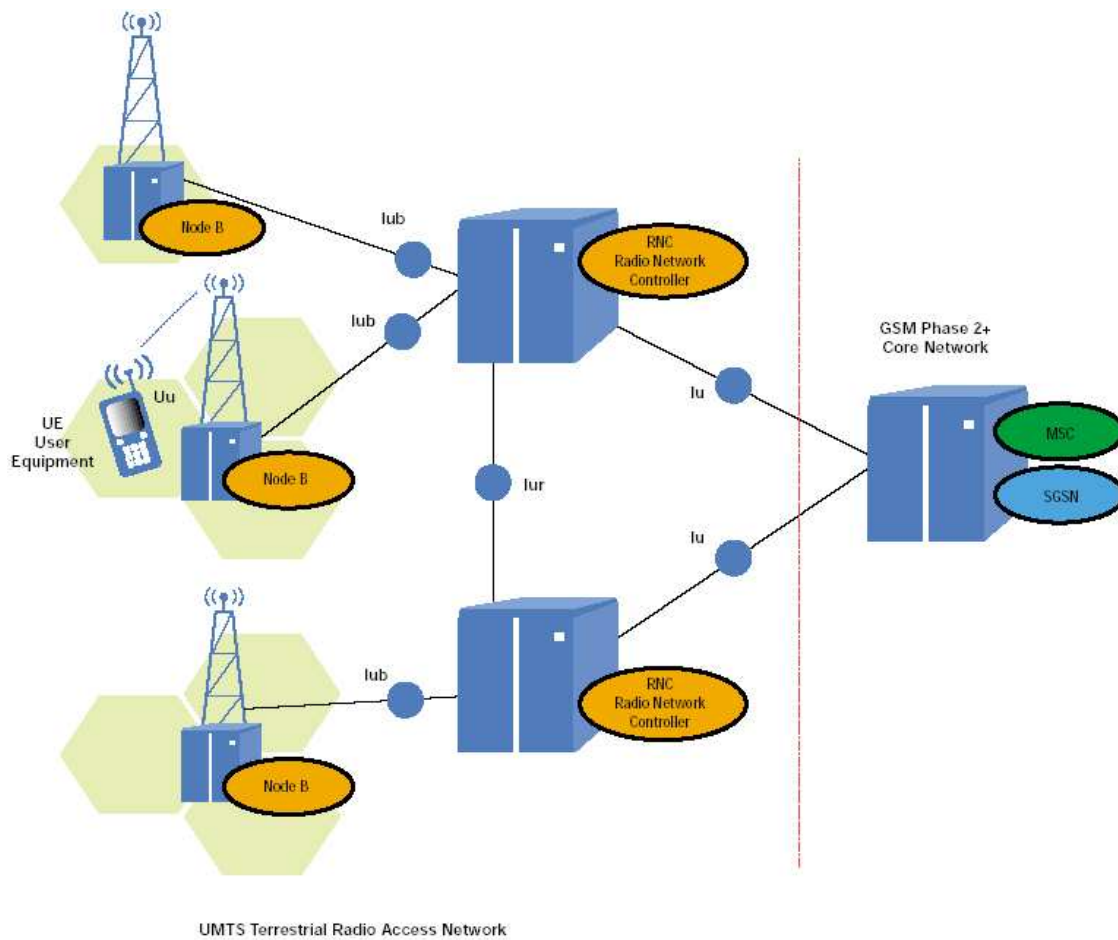 Node B
Iub
RNC
Radio Network
Controller
Iub
GSM Phase 2+
Core Network
Uu
Iu
UE
User
Equipment
MSC
Node B
Iur
SGSN
Iu
Iub
RNC
Radio Network
Controller
Node B
UMTS Terrestrial Radio Access Network